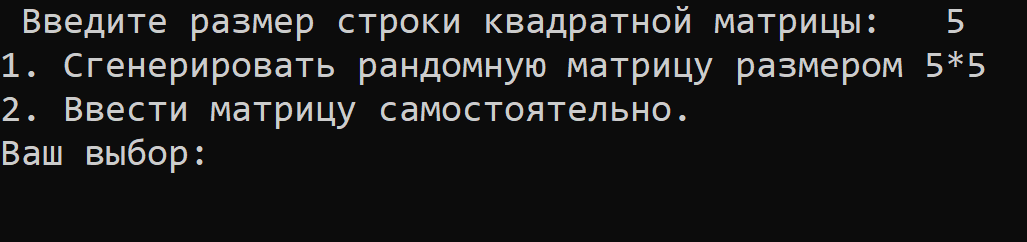 Введите размер строки квадратной матрицы:   5
1. Сгенерировать рандомную матрицу размером 5*5
2. Ввести матрицу самостоятельно.
Ваш выбор: